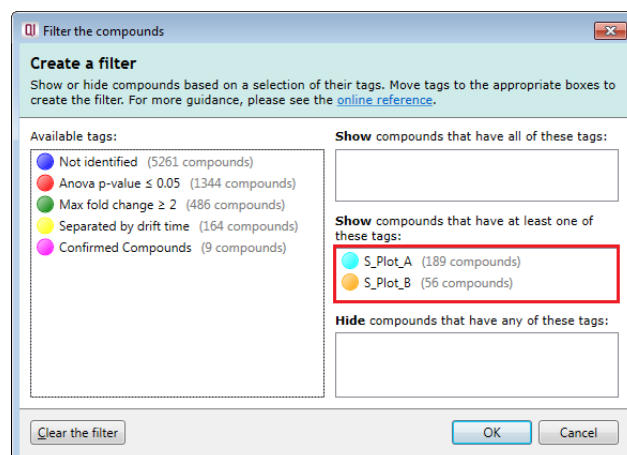 QI Filter the compounds
Create a filter
Show or hide compounds based on a selection of their tags. Move tags to the appropriate boxes to
create the filter. For more guidance, please see the online reference.
Available tags:
Not identified (5261 compounds)
Anova p-value ≤ 0.05 (1344 compounds)
Max fold change ≥ 2 (486 compounds)
Separated by drift time (164 compounds)
Confirmed Compounds (9 compounds)
Show compounds that have all of these tags:
Show compounds that have at least one of
these tags:
S_Plot_A (189 compounds)
S_Plot_B (56 compounds)
Hide compounds that have any of these tags:
Clear the filter
OK
Cancel